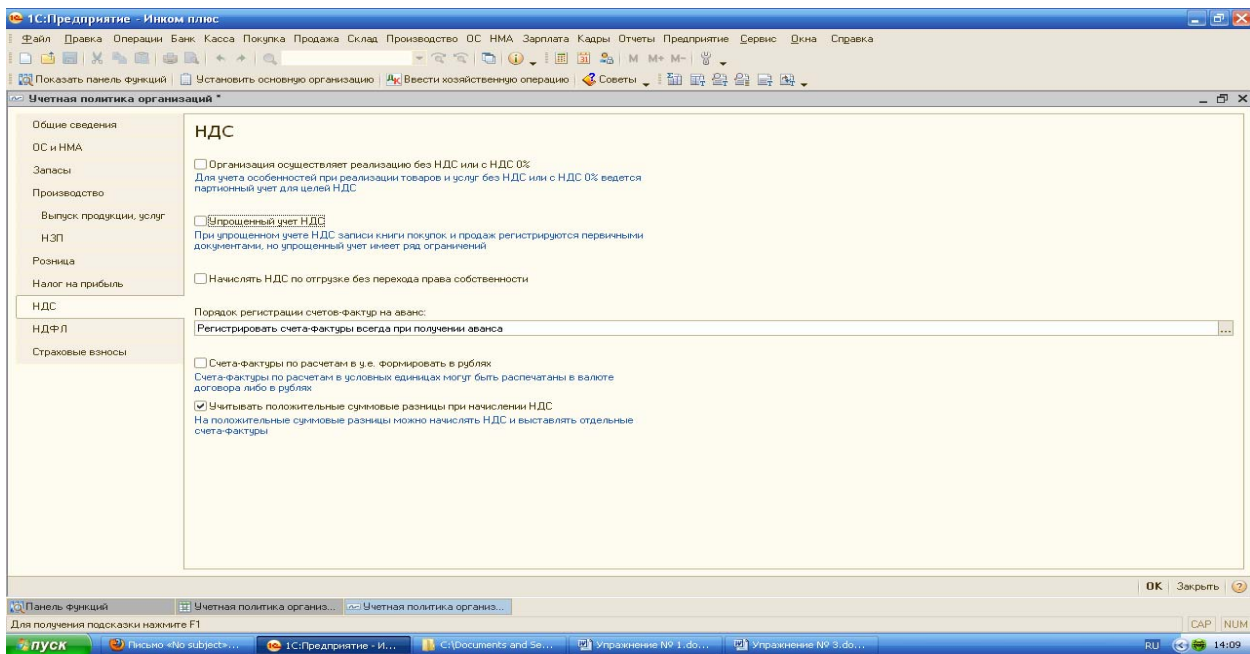 1С:Предприятие - Инком плюс
Файл Правка Операции Банк Касса Покупка Продажа Склад Производство ОС НМА Зарплата Кадры Отчеты Предприятие Сервис Окна Справка
M M+ M-
Показать панель функций Установить основную организацию Ввести хозяйственную операцию Советы
Учетная политика организаций *
Общие сведения
ОС и НМА
Запасы
Производство
Выпуск продукции, услуг
НЗП
Розница
Налог на прибыль
НДС
НДФЛ
Страховые взносы
НДС
Организация осуществляет реализацию без НДС или с НДС 0%
Для учета особенностей при реализации товаров и услуг без НДС или с НДС 0% ведется
партионный учет для целей НДС
Упрощенный учет НДС
При упрощенном учете НДС записи книги покупок и продаж регистрируются первичными
документами, но упрощенный учет имеет ряд ограничений
Начислять НДС по отгрузке без перехода права собственности
Порядок регистрации счетов-фактур на аванс:
Регистрировать счета-фактуры всегда при получении аванса
...
Счета-фактуры по расчетам в у.е. формировать в рублях
Счета-фактуры по расчетам в условных единицах могут быть распечатаны в валюте
договора либо в рублях
Учитывать положительные суммовые разницы при начислении НДС
На положительные суммовые разницы можно начислять НДС и выставлять отдельные
счета-фактуры
OK Закрыть ?
Панель функций Учетная политика организ... Учетная политика организ...
Для получения подсказки нажмите F1
CAP NUM
пуск Письмо «No subject»... 1С:Предприятие - И... C:\Documents and Se... Упражнение № 1.do... Упражнение № 3.do... RU 14:09